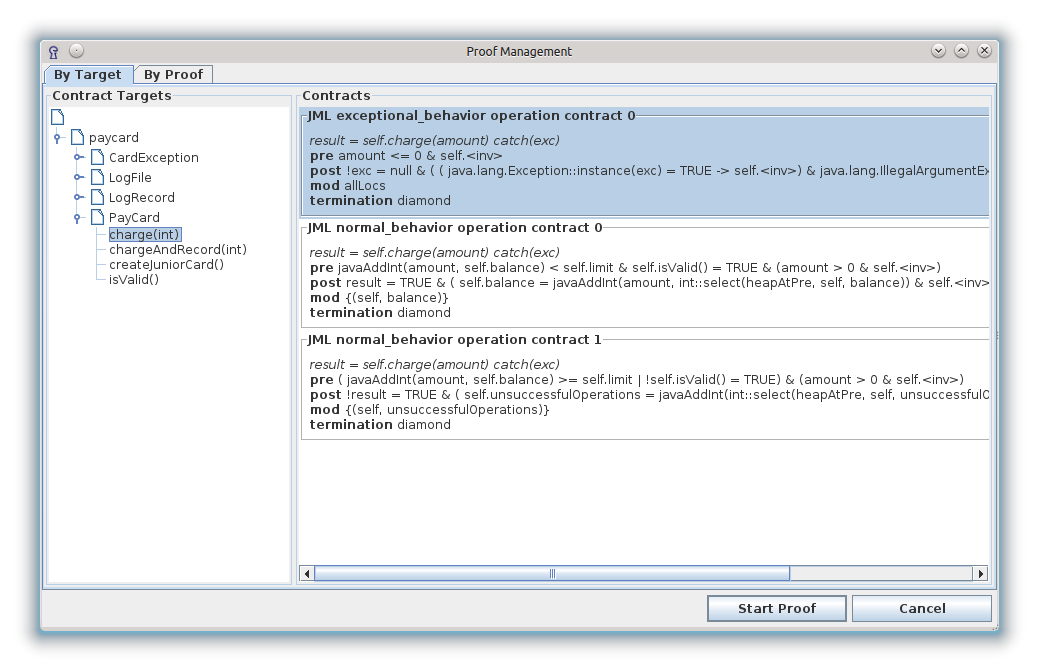 Proof Management
By Target
By Proof
Contract Targets
paycard
CardException
LogFile
LogRecord
PayCard
charge(int)
chargeAndRecord(int)
createJuniorCard()
isValid()
Contracts
JML exceptional_behavior operation contract 0
result = self.charge(amount) catch(exc)
pre amount <= 0 & self.<inv>
post !exc = null & ( ( java.lang.Exception::instance(exc) = TRUE -> self.<inv>) & java.lang.IllegalArgumentEx
mod allLocs
termination diamond
JML normal_behavior operation contract 0
result = self.charge(amount) catch(exc)
pre javaAddInt(amount, self.balance) < self.limit & self.isValid() = TRUE & (amount > 0 & self.<inv>)
post result = TRUE & ( self.balance = javaAddInt(amount, int::select(heapAtPre, self, balance)) & self.<inv>
mod {(self, balance)}
termination diamond
JML normal_behavior operation contract 1
result = self.charge(amount) catch(exc)
pre ( javaAddInt(amount, self.balance) >= self.limit | !self.isValid() = TRUE) & (amount > 0 & self.<inv>)
post !result = TRUE & ( self.unsuccessfulOperations = javaAddInt(int::select(heapAtPre, self, unsuccessfulO
mod {(self, unsuccessfulOperations)}
termination diamond
Start Proof
Cancel